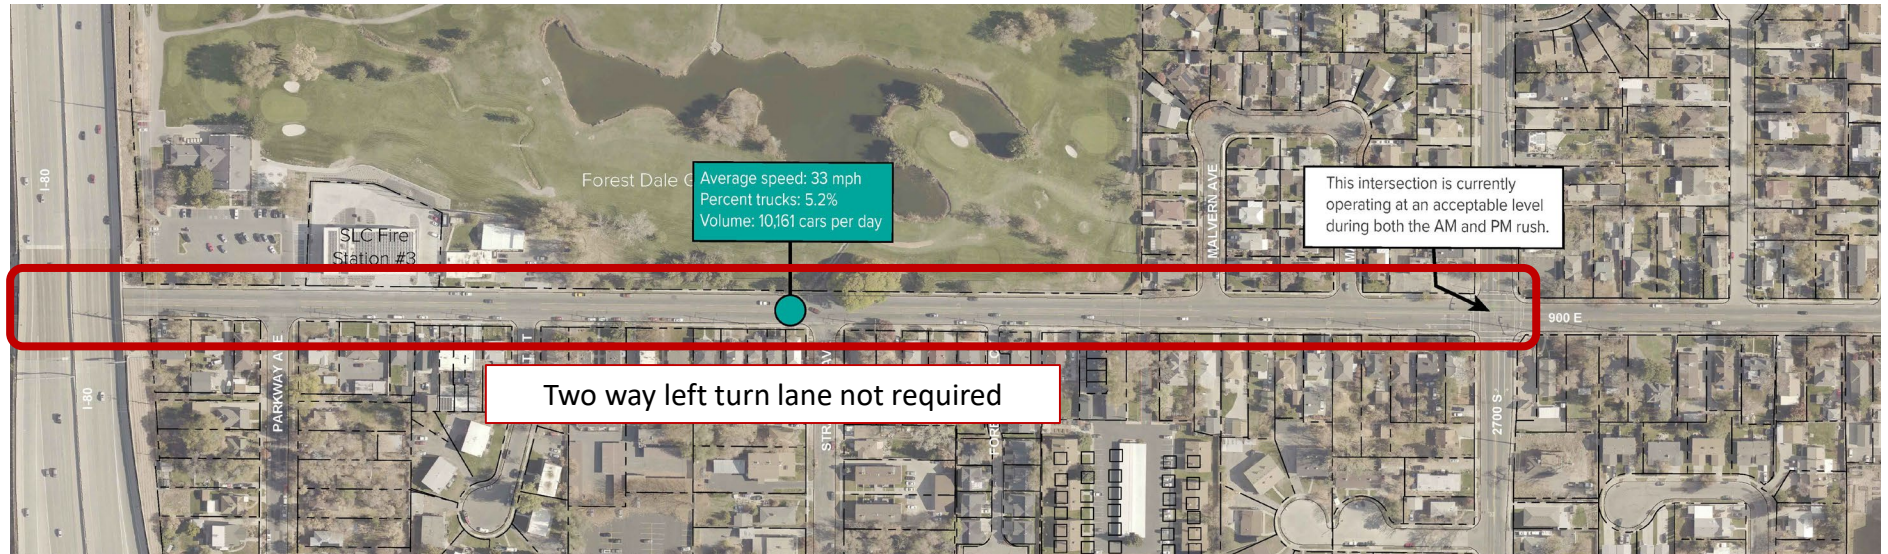 I-80
Forest Dale G
Average speed: 33 mph
Percent trucks: 5.2%
Volume: 10,161 cars per day
MALVERN AVE
MA
This intersection is currently
operating at an acceptable level
during both the AM and PM rush.
SLC Fire
Station #3
900 E
I-80
PARKWAY AVE
Two way left turn lane not required
2700 S